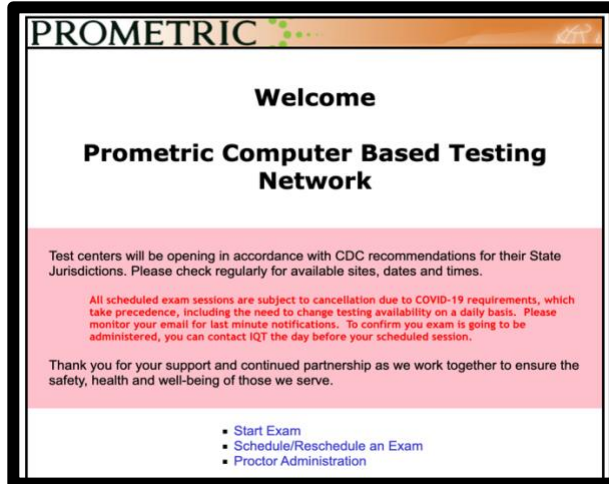 PROMETRIC
Welcome
Prometric Computer Based Testing
Network
Test centers will be opening in accordance with CDC recommendations for their State
Jurisdictions. Please check regularly for available sites, dates and times.
All scheduled exam sessions are subject to cancellation due to COVID-19 requirements, which
take precedence, including the need to change testing availability on a daily basis. Please
monitor your email for last minute notifications. To confirm you exam is going to be
administered, you can contact IQT the day before your scheduled session.
Thank you for your support and continued partnership as we work together to ensure the
safety, health and well-being of those we serve.
Start Exam
Schedule/Reschedule an Exam
Proctor Administration